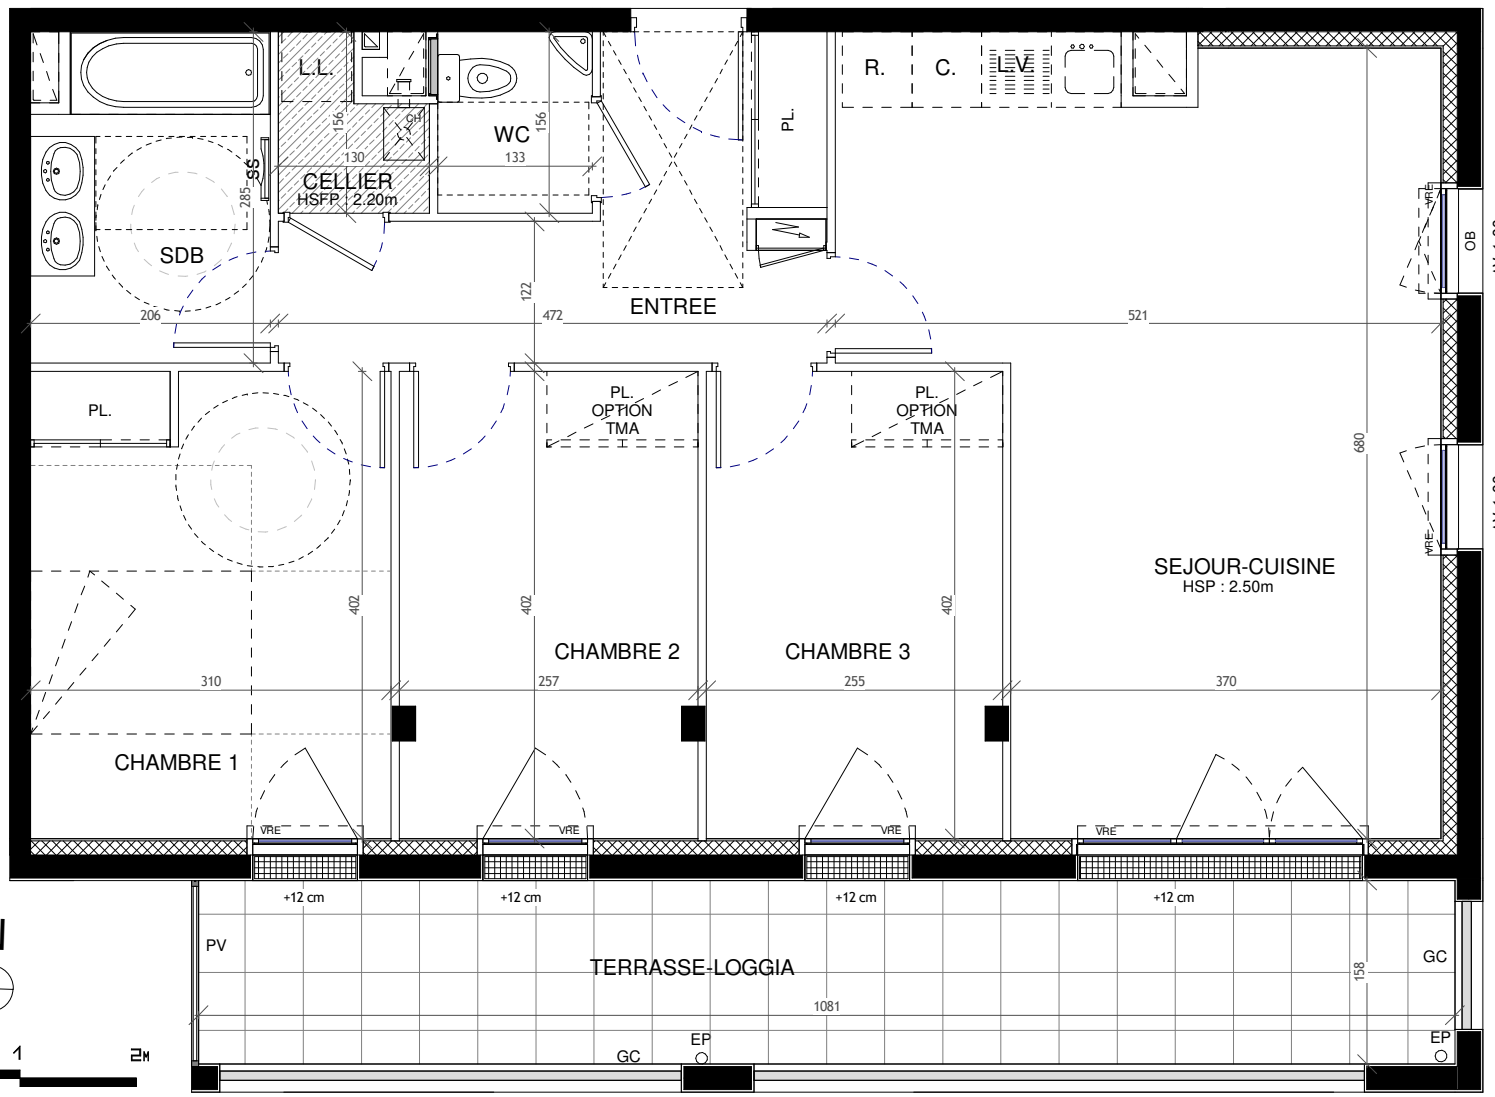 L.L.
R.
C.
L.V.
PL.
156
CH
WC
156
130
133
SS
CELLIER
HSFP : 2.20m
285
SDB
VRE
OB
122
ENTREE
206
472
521
PL.
PL.
OPTION
TMA
PL.
OPTION
TMA
680
VRE
402
402
402
SEJOUR-CUISINE
HSP : 2.50m
CHAMBRE 2
CHAMBRE 3
310
257
255
370
CHAMBRE 1
VRE
VRE
VRE
VRE
+12 cm
+12 cm
+12 cm
+12 cm
PV
GC
TERRASSE-LOGGIA
158
1081
EP
EP
GC
1
2M